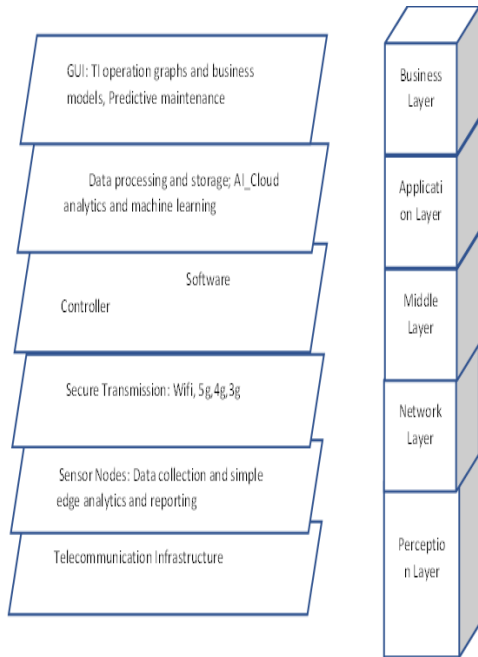 GUI: TI operation graphs and business
models, Predictive maintenance
Business
Layer
Data processing and storage; AI_Cloud
analytics and machine learning
Applicati
on Layer
Software
Controller
Middle
Layer
Secure Transmission: Wifi, 5g,4g,3g
Network
Layer
Sensor Nodes: Data collection and simple
edge analytics and reporting
Telecommunication Infrastructure
Perceptio
n Layer